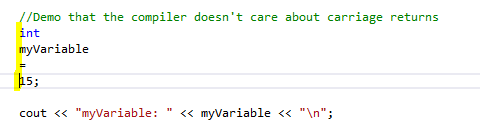 //Demo that the compiler doesn't care about carriage returns
int
myVariable
=
15;
cout << "myVariable: " << myVariable << "\n";